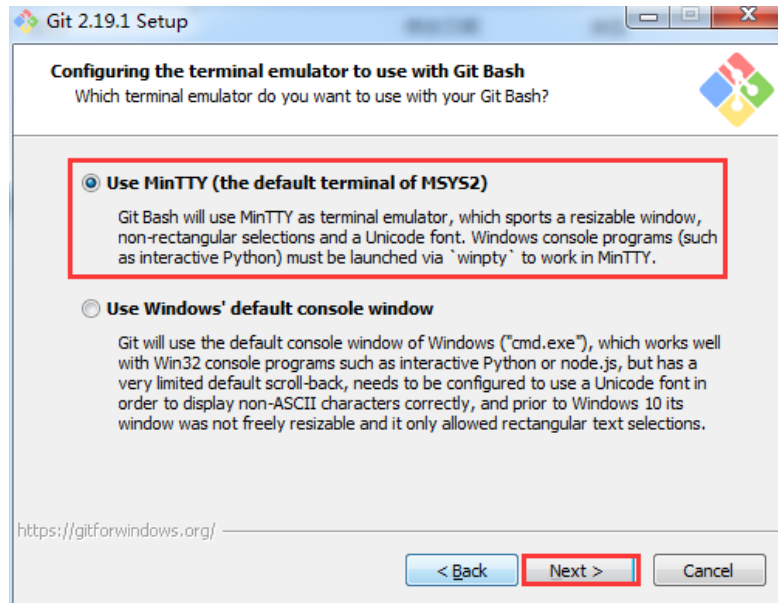 Git 2.19.1 Setup
Configuring the terminal emulator to use with Git Bash
Which terminal emulator do you want to use with your Git Bash?
Use MinTTY (the default terminal of MSYS2)
Git Bash will use MinTTY as terminal emulator, which sports a resizable window,
non-rectangular selections and a Unicode font. Windows console programs (such
as interactive Python) must be launched via `winpty` to work in MinTTY.
Use Windows' default console window
Git will use the default console window of Windows ("cmd.exe"), which works well
with Win32 console programs such as interactive Python or node.js, but has a
very limited default scroll-back, needs to be configured to use a Unicode font in
order to display non-ASCII characters correctly, and prior to Windows 10 its
window was not freely resizable and it only allowed rectangular text selections.
https://gitforwindows.org/
< Back
Next >
Cancel